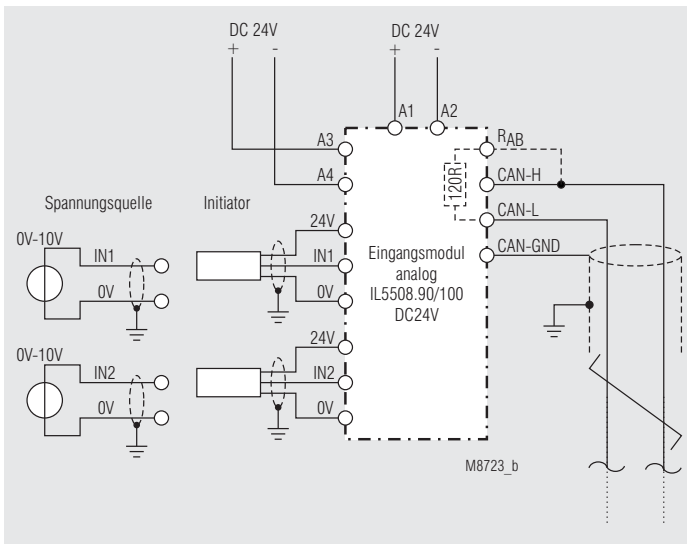 DC 24V
+ -
DC 24V
+ -
A1 A2
A3
A4
RAB
CAN-H
CAN-L
CAN-GND
120R
Spannungsquelle
Initiator
0V-10V
IN1
0V
24V
IN1
0V
Eingangsmodul
analog
IL5508.90/100
DC24V
0V-10V
IN2
0V
24V
IN2
0V
M8723_b